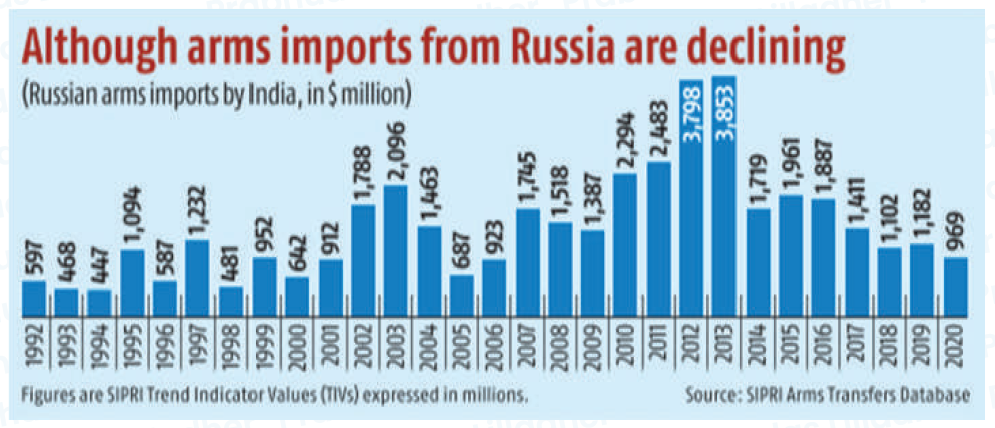 Although arms imports from Russia are declining
(Russian arms imports by India, in $ million)
597 468 447 1,094 587 1,232 481 952 642 912 1,788 2,096 1,463 687 923 1,745 1,518 1,387 2,294 2,483 3,798 3,853 1,719 1,961 1,887 1,411 1,102 1,182 969
1992 1993 1994 1995 1996 1997 1998 1999 2000 2001 2002 2003 2004 2005 2006 2007 2008 2009 2010 2011 2012 2013 2014 2015 2016 2017 2018 2019 2020
Figures are SIPRI Trend Indicator Values (TIVs) expressed in millions.
Source: SIPRI Arms Transfers Database